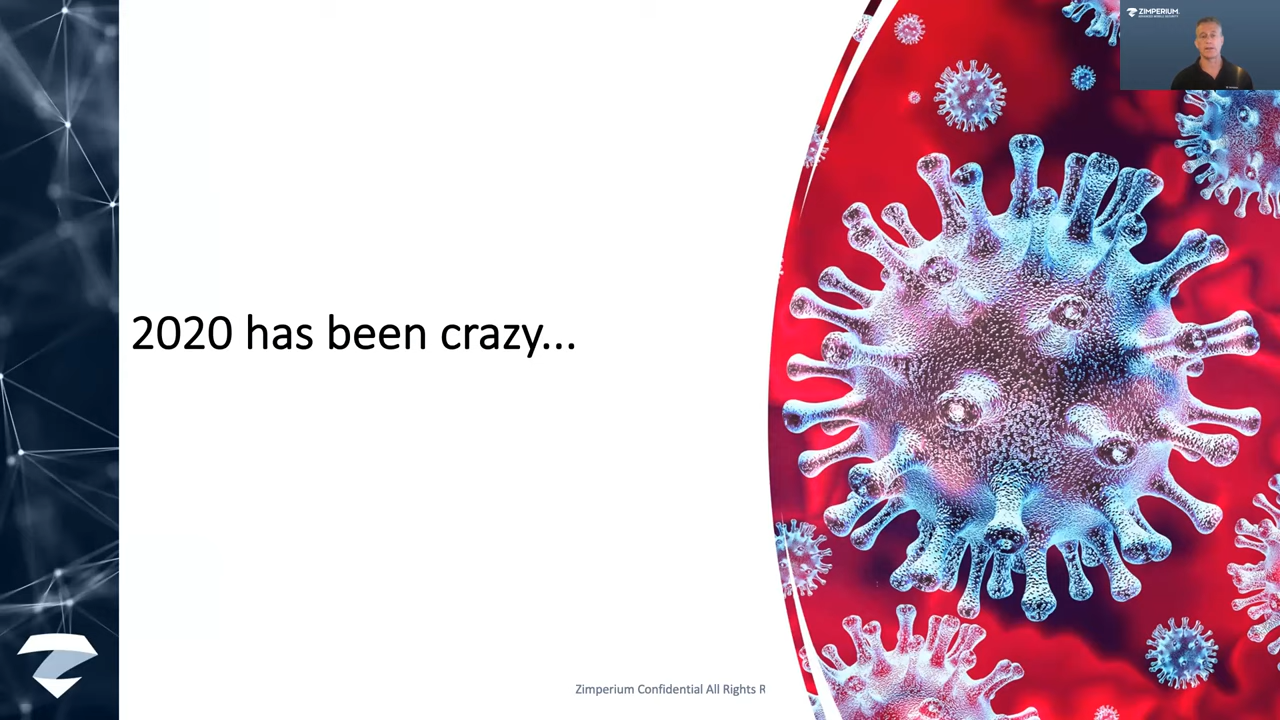 ZIMPERIUM
2020 has been crazy...
Zimperium Confidential All Rights R